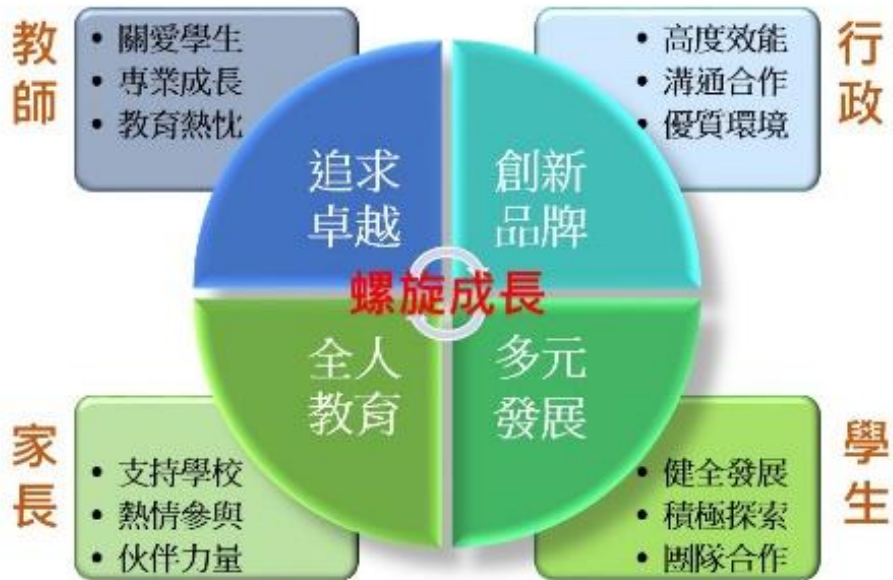 教師
關愛學生
專業成長
教育熱忱
行政
高度效能
溝通合作
優質環境
追求
卓越
創新
品牌
螺旋成長
全人
教育
多元
發展
家長
支持學校
熱情參與
伙伴力量
學生
健全發展
積極探索
團隊合作